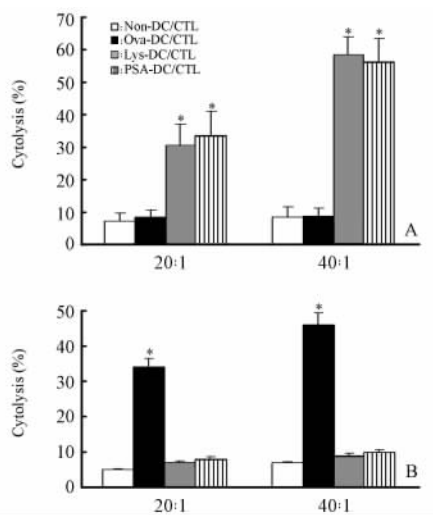 70
60
50
40
30
20
10
0
Cytolysis (%)
:Non-DC/CTL
:Ova-DC/CTL
:Lys-DC/CTL
:PSA-DC/CTL
* * * *
20:1 40:1
A
50
40
30
20
10
0
Cytolysis (%)
* *
20:1 40:1
B